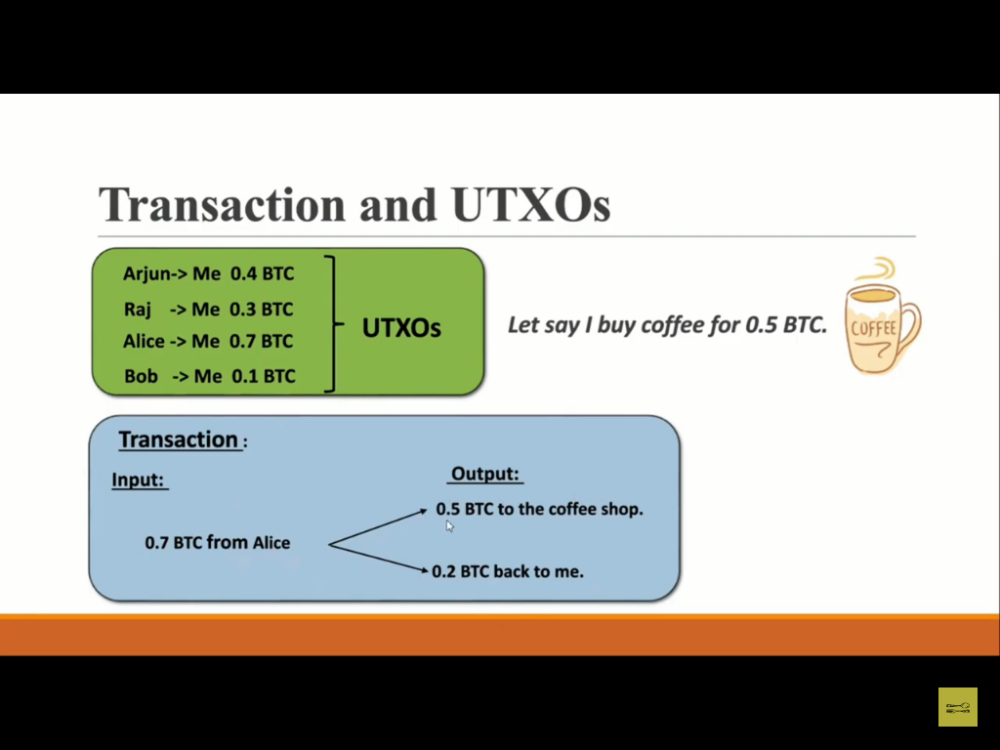 Transaction and UTXOs
Arjun-> Me 0.4 BTC
Raj -> Me 0.3 BTC
Alice -> Me 0.7 BTC
Bob -> Me 0.1 BTC
UTXOs
Let say I buy coffee for 0.5 BTC.
COFFEE
Transaction :
Input:
Output:
0.7 BTC from Alice
0.5 BTC to the coffee shop.
0.2 BTC back to me.